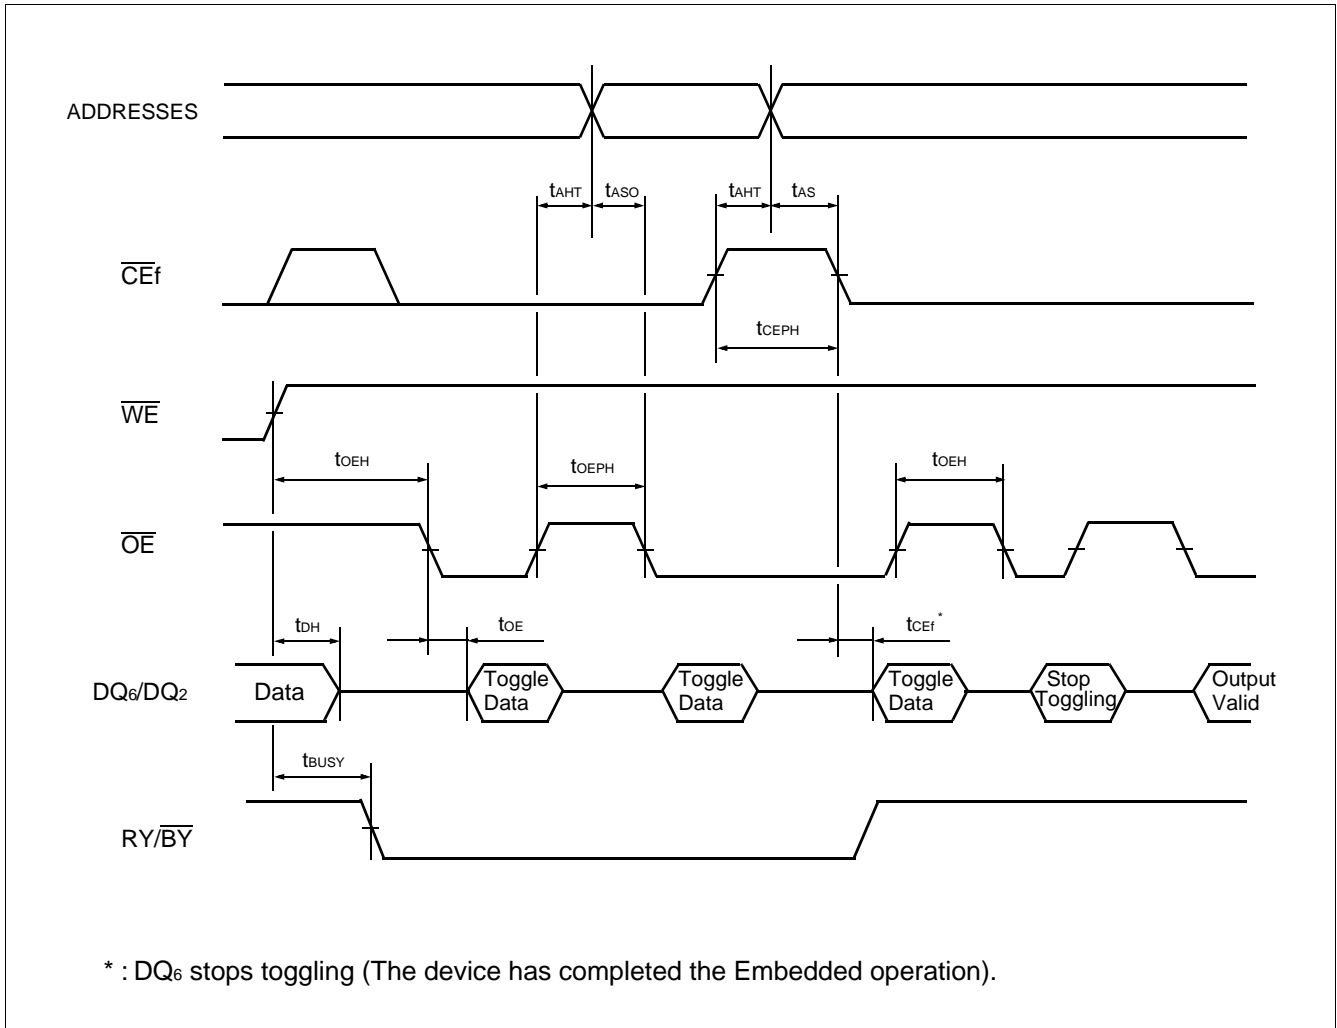 ADDRESSES
tAHT tASO tAHT tAS
CEf
tCEPH
WE
tOEH tOEPH tOEH
OE
tDH tOE tCEf*
DQ6/DQ2 Data Toggle Data Toggle Data Toggle Data Stop Toggling Output Valid
tBUSY
RY/BY
* : DQ6 stops toggling (The device has completed the Embedded operation).